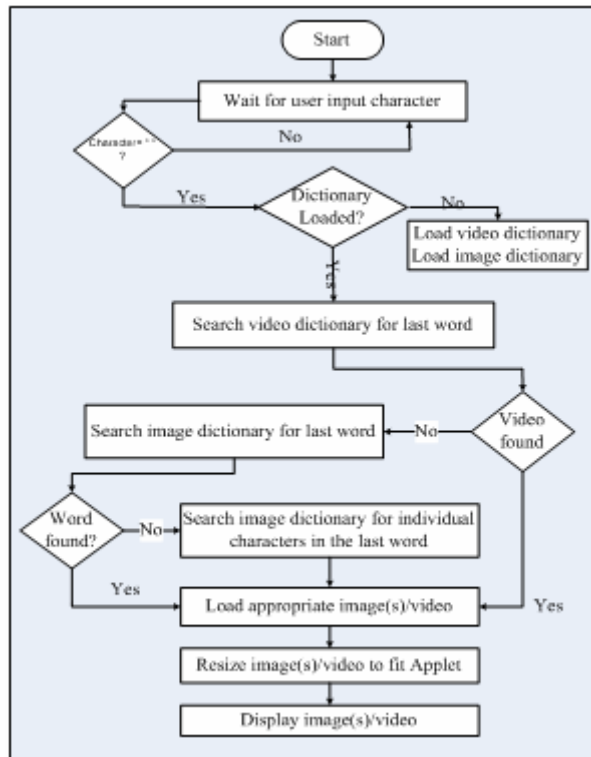 Start
Wait for user input character
Character=" "
?
No
Yes
Dictionary
Loaded?
No
Load video dictionary
Load image dictionary
Yes
Search video dictionary for last word
Video
found
No
Search image dictionary for last word
Word
found?
No
Search image dictionary for individual
characters in the last word
Yes
Yes
Load appropriate image(s)/video
Resize image(s)/video to fit Applet
Display image(s)/video